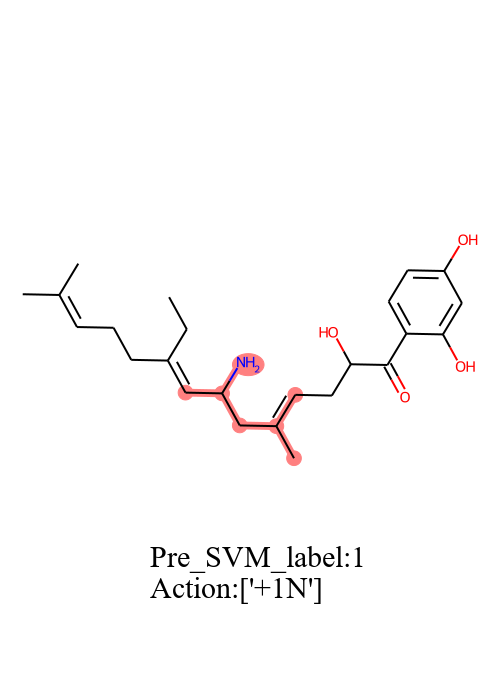 OH
HO
NH2
OH
O
Pre_SVM_label:1
Action:['+1N']